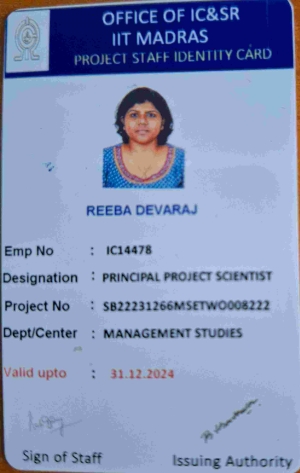 OFFICE OF IC&SR
IIT MADRAS
PROJECT STAFF IDENTITY CARD
REEBA DEVARAJ
Emp No : IC14478
Designation : PRINCIPAL PROJECT SCIENTIST
Project No : SB22231266MSETWO008222
Dept/Center : MANAGEMENT STUDIES
Valid upto : 31.12.2024
Sign of Staff
Issuing Authority